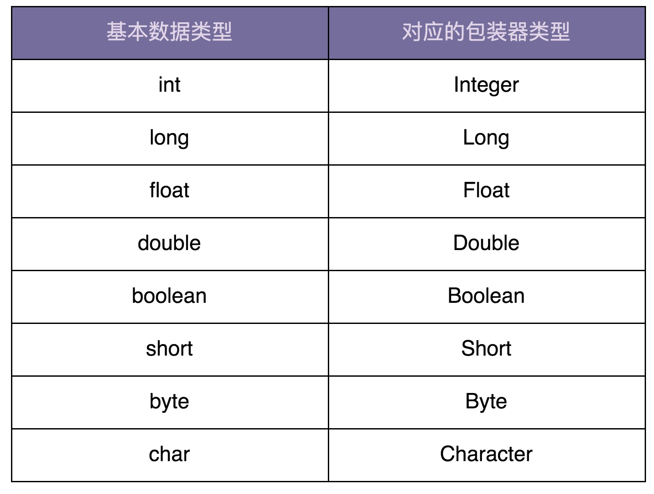 基本数据类型 对应的包装器类型
int Integer
long Long
float Float
double Double
boolean Boolean
short Short
byte Byte
char Character